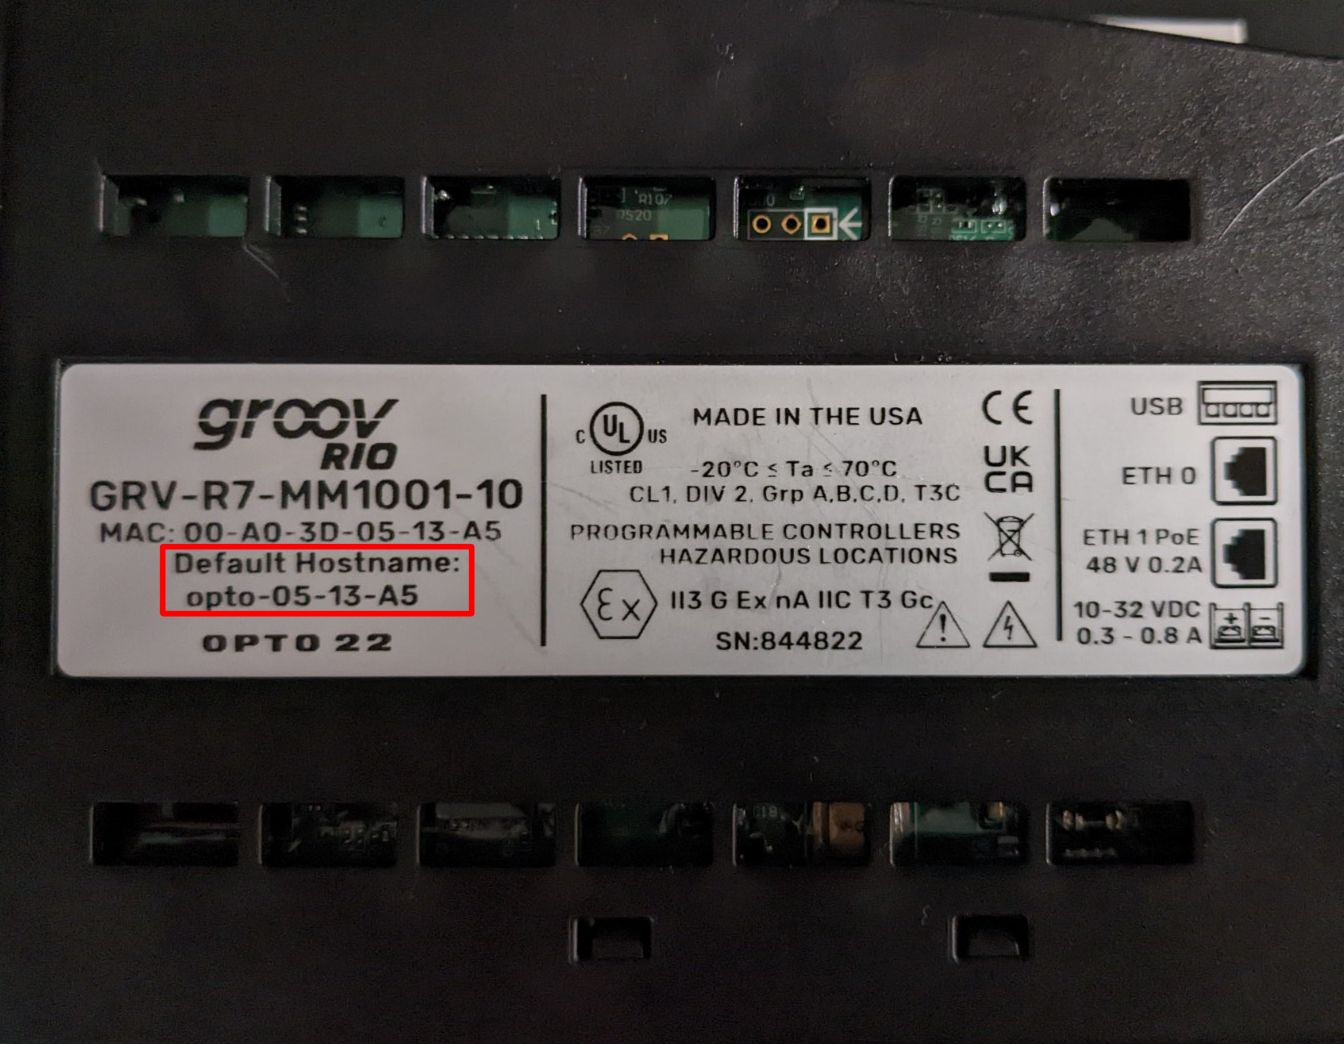 R107
R520
groov
RIO
GRV-R7-MM1001-10
MAC: 00-A0-3D-05-13-A5
Default Hostname:
opto-05-13-A5
OPTO 22
C UL US
LISTED
MADE IN THE USA
-20°C ≤ Ta ≤ 70°C
CL1, DIV 2, Grp A,B,C,D, T3C
PROGRAMMABLE CONTROLLERS
HAZARDOUS LOCATIONS
Ex II3 G Ex nA IIC T3 Gc
SN:844822
CE
UK
CA
USB
ETH 0
ETH 1 PoE
48 V 0.2A
10-32 VDC
0.3 - 0.8 A
+ -